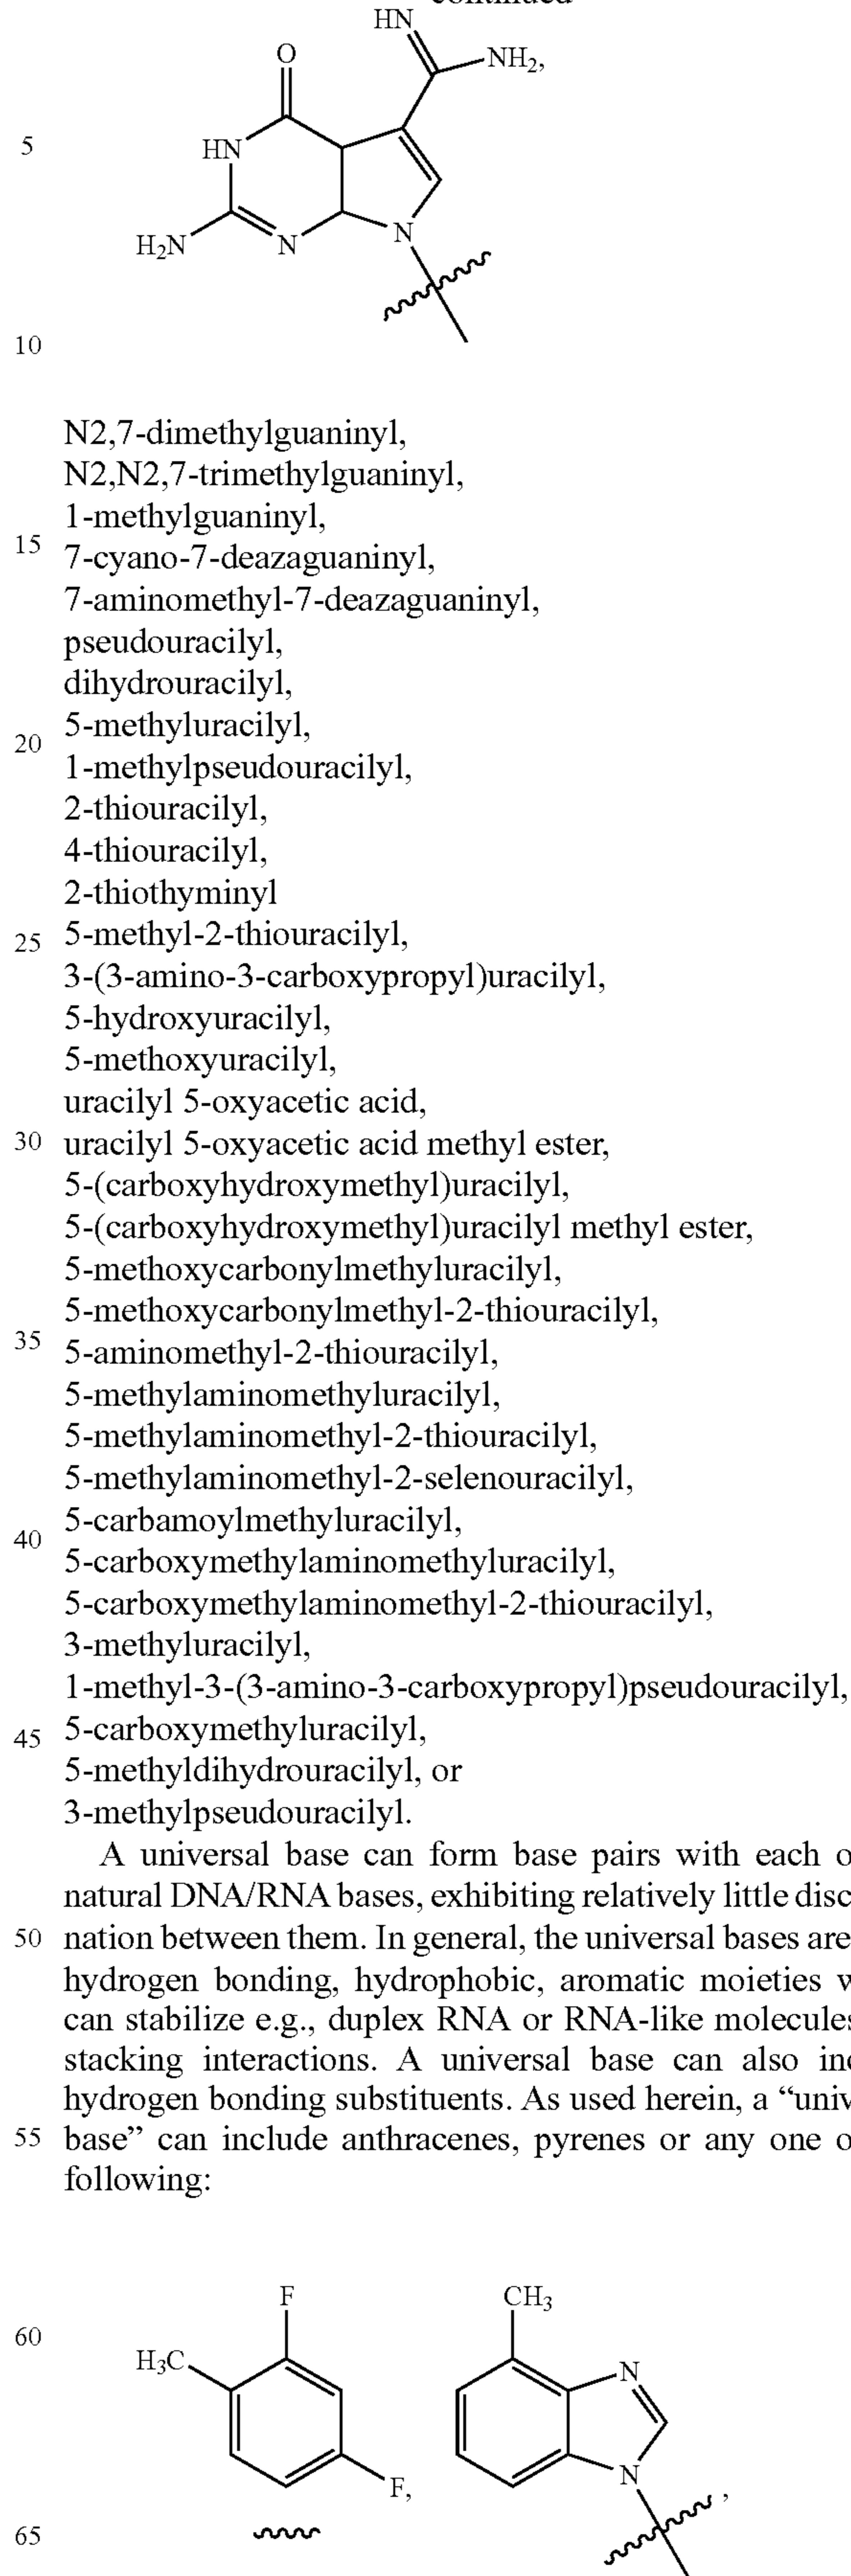 HN
O
NH2,
5
HN
H2N
N
N
10
N2,7-dimethylguaninyl,
N2,N2,7-trimethylguaninyl,
1-methylguaninyl,
15
7-cyano-7-deazaguaninyl,
7-aminomethyl-7-deazaguaninyl,
pseudouracilyl,
dihydrouracilyl,
5-methyluracilyl,
20
1-methylpseudouracilyl,
2-thiouracilyl,
4-thiouracilyl,
2-thiothyminyl
25 5-methyl-2-thiouracilyl,
3-(3-amino-3-carboxypropyl)uracilyl,
5-hydroxyuracilyl,
5-methoxyuracilyl,
uracilyl 5-oxyacetic acid,
30 uracilyl 5-oxyacetic acid methyl ester,
5-(carboxyhydroxymethyl)uracilyl,
5-(carboxyhydroxymethyl)uracilyl methyl ester,
5-methoxycarbonylmethyluracilyl,
5-methoxycarbonylmethyl-2-thiouracilyl,
35
5-aminomethyl-2-thiouracilyl,
5-methylaminomethyluracilyl,
5-methylaminomethyl-2-thiouracilyl,
5-methylaminomethyl-2-selenouracilyl,
5-carbamoylmethyluracilyl,
40
5-carboxymethylaminomethyluracilyl,
5-carboxymethylaminomethyl-2-thiouracilyl,
3-methyluracilyl,
1-methyl-3-(3-amino-3-carboxypropyl)pseudouracilyl,
45 5-carboxymethyluracilyl,
5-methyldihydrouracilyl, or
3-methylpseudouracilyl.
A universal base can form base pairs with each o
natural DNA/RNA bases, exhibiting relatively little disc
50 nation between them. In general, the universal bases are
hydrogen bonding, hydrophobic, aromatic moieties w
can stabilize e.g., duplex RNA or RNA-like molecules
stacking interactions. A universal base can also in
hydrogen bonding substituents. As used herein, a “univ
55 base” can include anthracenes, pyrenes or any one o
following:
F
CH3
60
H3C
N
F,
N
,
65